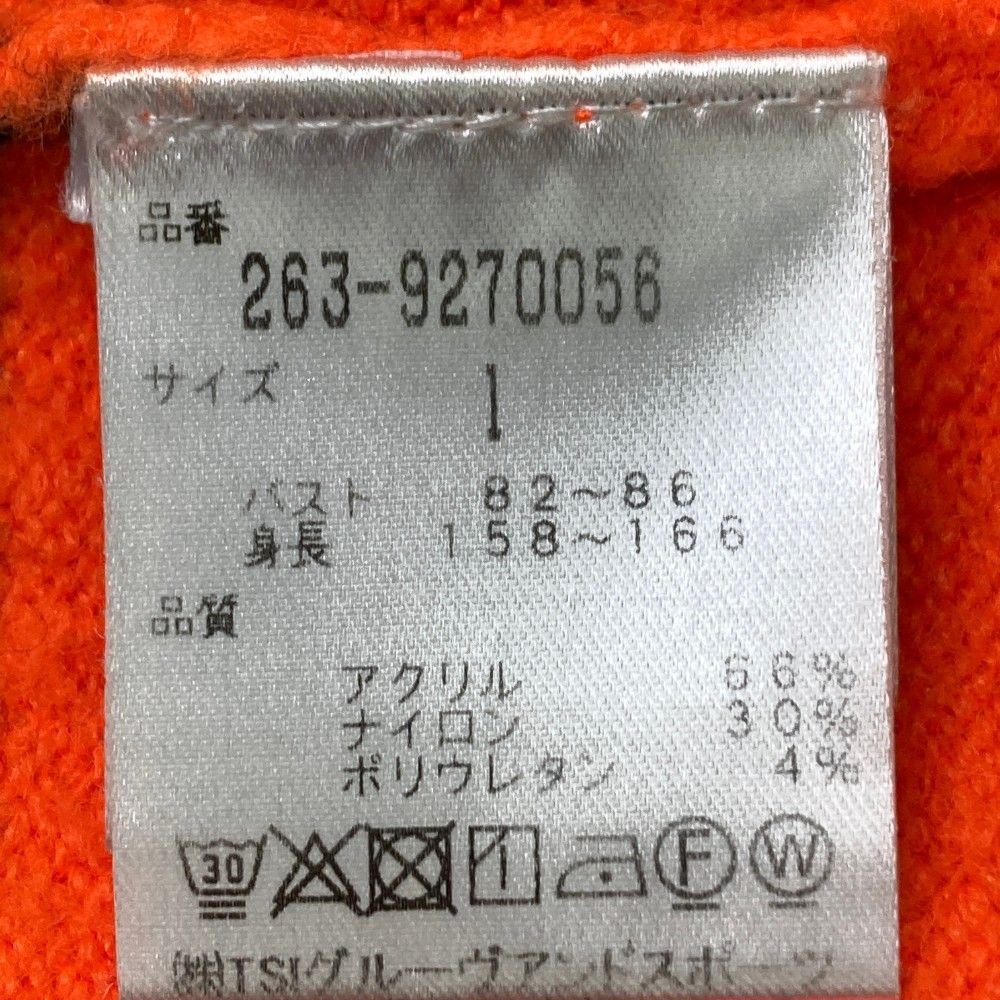 品番
263-9270056
サイズ 1
バスト 82～86
身長 158～166
品質
アクリル 66%
ナイロン 30%
ポリウレタン 4%
30 F W
㈱TSIグルーヴアンドスポーツ